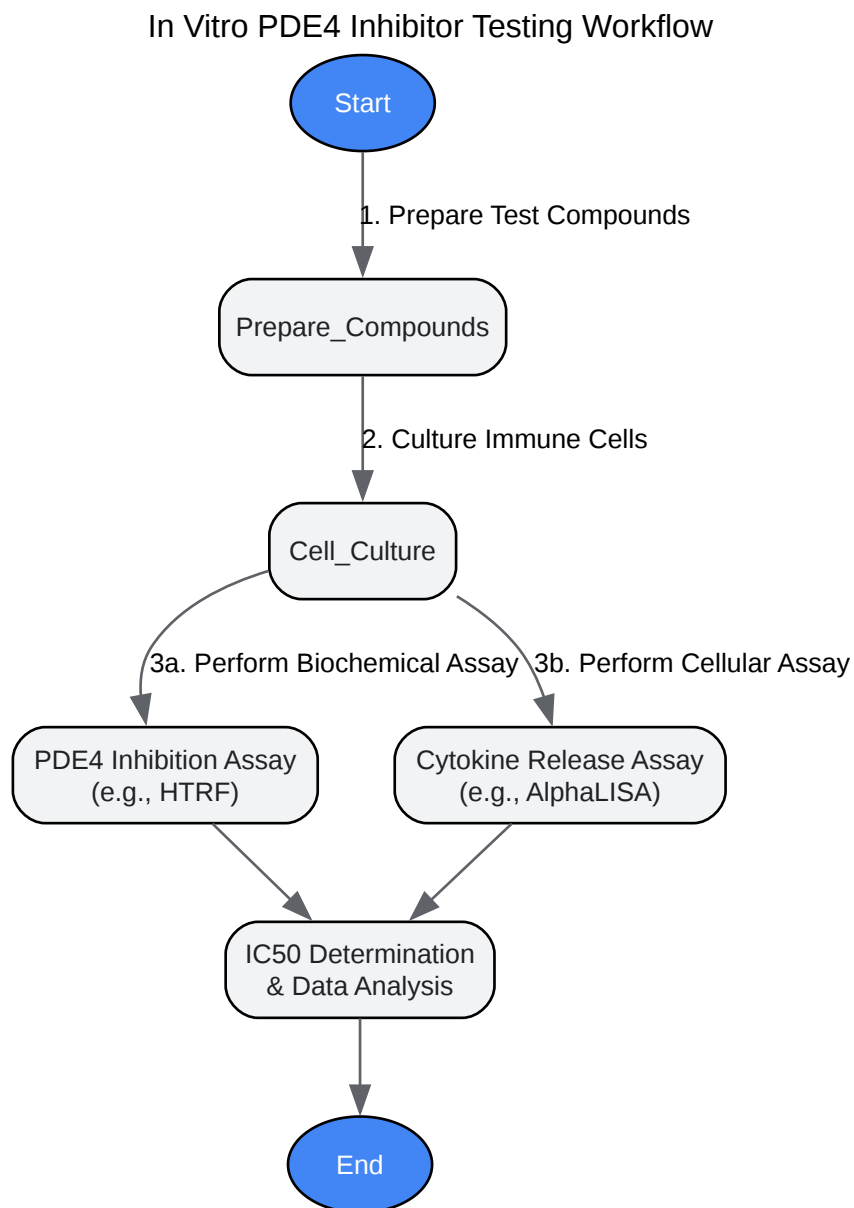 In Vitro PDE4 Inhibitor Testing Workflow
Start
1. Prepare Test Compounds
Prepare_Compounds
2. Culture Immune Cells
Cell_Culture
3a. Perform Biochemical Assay
3b. Perform Cellular Assay
PDE4 Inhibition Assay
(e.g., HTRF)
Cytokine Release Assay
(e.g., AlphaLISA)
IC50 Determination
& Data Analysis
End